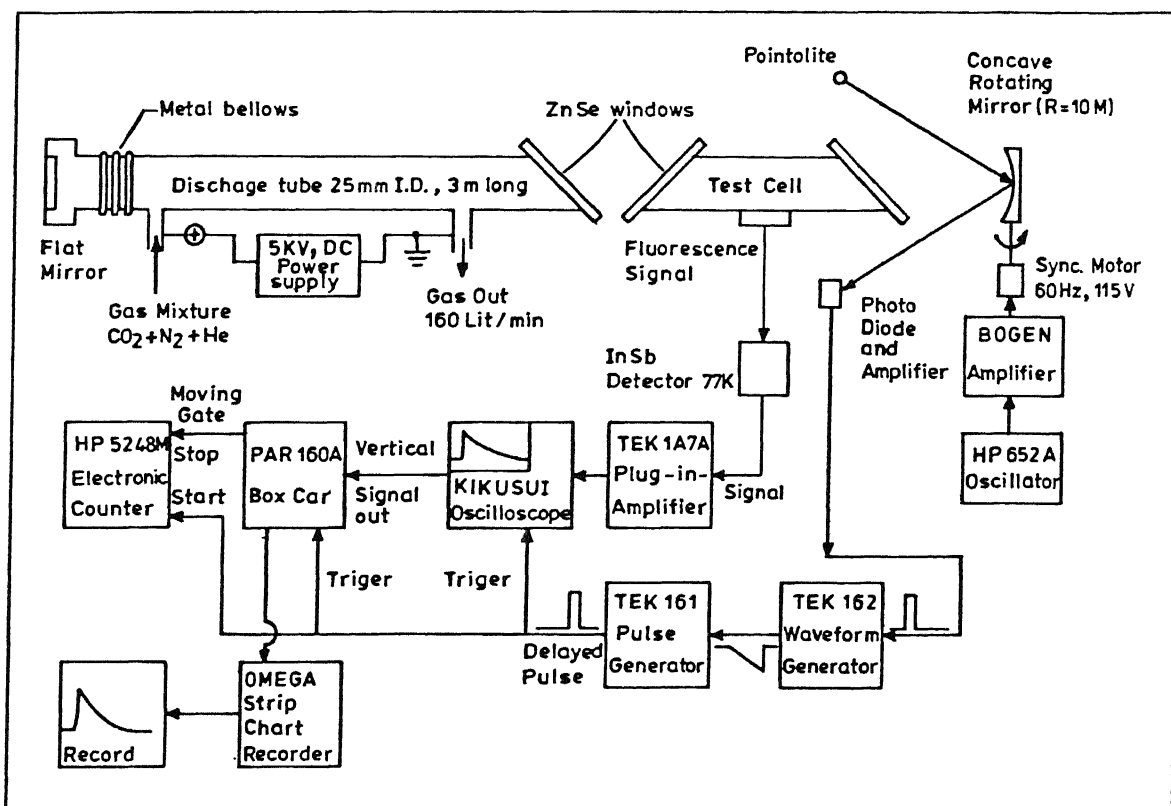 Pointolite
Concave
Rotating
Mirror (R=10M)
Metal bellows
ZnSe windows
Dischage tube 25mm I.D., 3m long
Test Cell
Flat
Mirror
5KV, DC
Power
supply
Gas Mixture
CO₂+N₂+He
Gas Out
160 Lit/min
Fluorescence
Signal
Sync. Motor
60Hz, 115V
Photo
Diode
and
Amplifier
BOGEN
Amplifier
InSb
Detector 77K
HP 652A
Oscillator
Moving
Gate
Stop
Start
HP 5248M
Electronic
Counter
PAR 160A
Box Car
Vertical
Signal
out
KIKUSUI
Oscilloscope
TEK 1A7A
Plug-in-
Amplifier
Signal
Triger
Triger
Delayed
Pulse
TEK 161
Pulse
Generator
TEK 162
Waveform
Generator
OMEGA
Strip
Chart
Recorder
Record